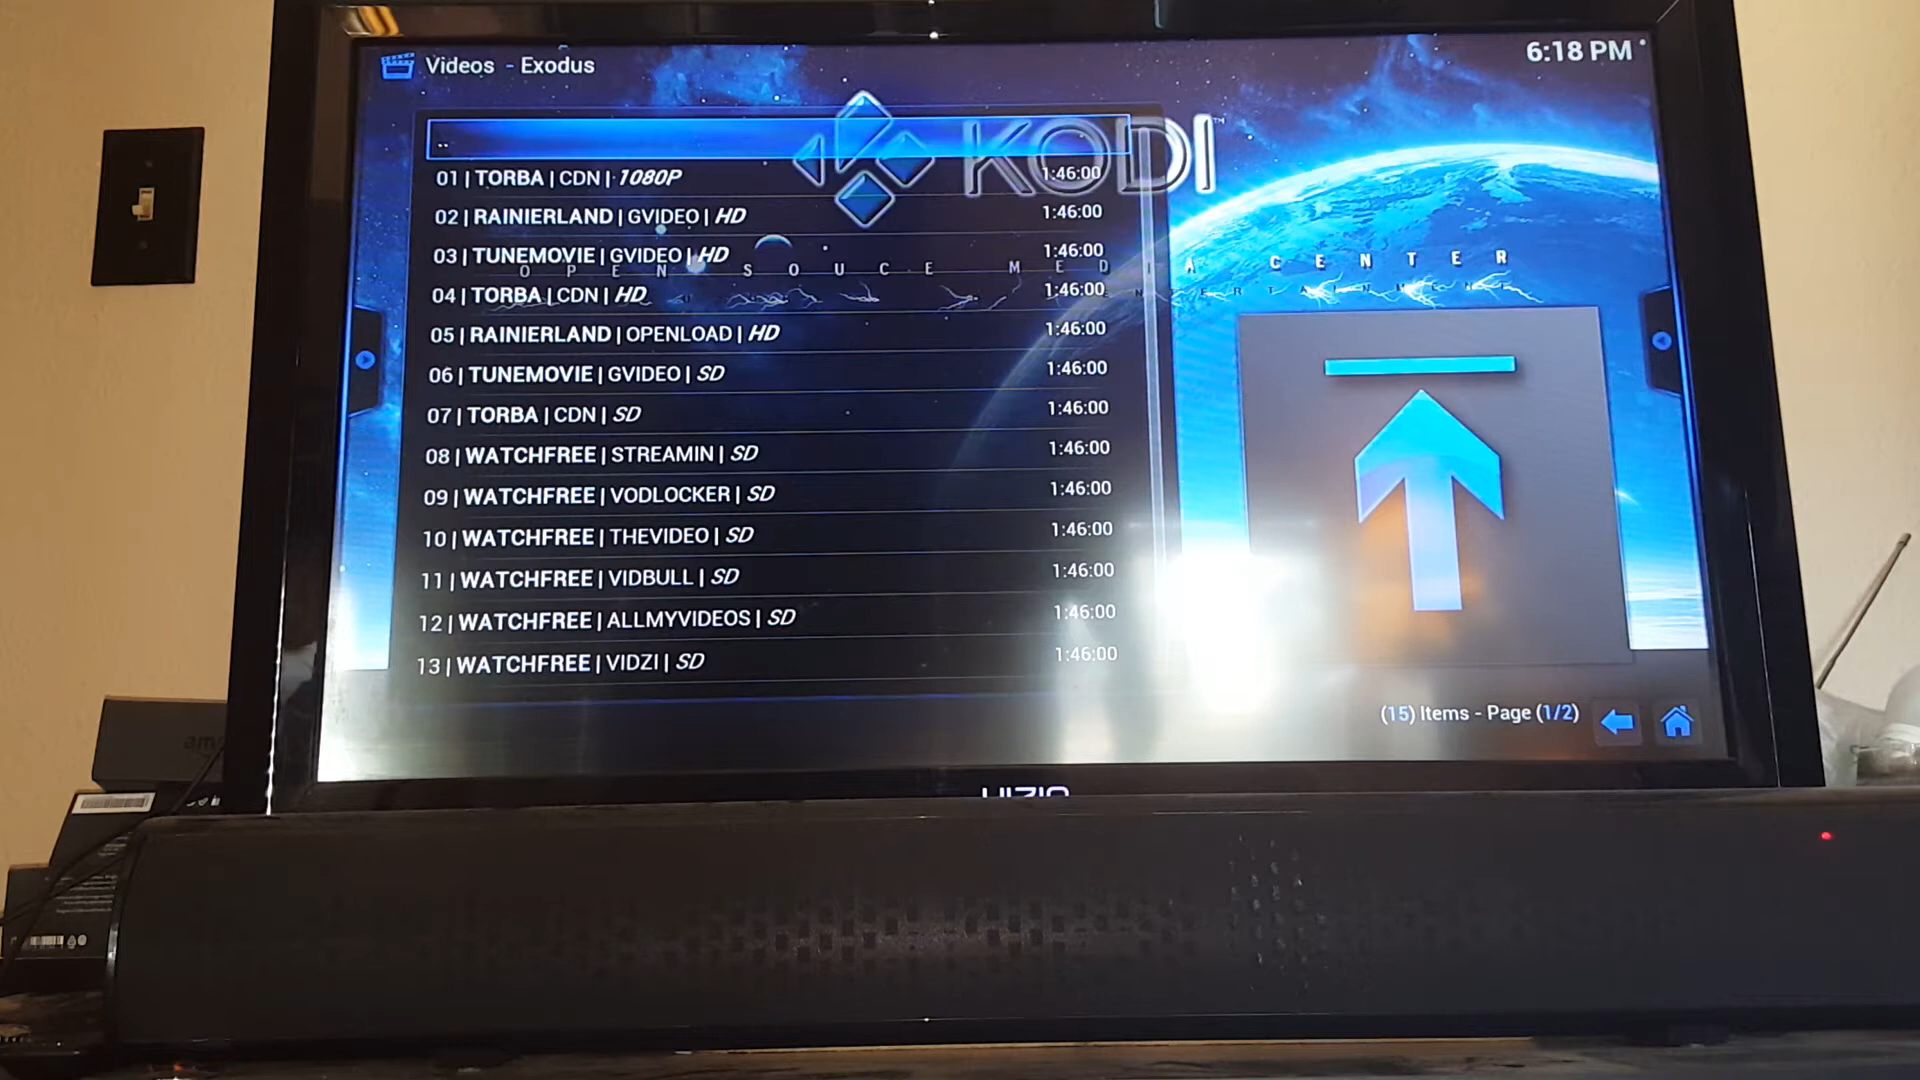 Videos - Exodus
6:18 PM
KODI
..
01 | TORBA | CDN | 1080P 1:46:00
02 | RAINIERLAND | GVIDEO | HD 1:46:00
03 | TUNEMOVIE | GVIDEO | HD 1:46:00
OPEN SOUCE MEDIA CENTER
04 | TORBA | CDN | HD 1:46:00
05 | RAINIERLAND | OPENLOAD | HD 1:46:00
06 | TUNEMOVIE | GVIDEO | SD 1:46:00
07 | TORBA | CDN | SD 1:46:00
08 | WATCHFREE | STREAMIN | SD 1:46:00
09 | WATCHFREE | VODLOCKER | SD 1:46:00
10 | WATCHFREE | THEVIDEO | SD 1:46:00
11 | WATCHFREE | VIDBULL | SD 1:46:00
12 | WATCHFREE | ALLMYVIDEOS | SD 1:46:00
13 | WATCHFREE | VIDZI | SD 1:46:00
(15) Items - Page (1/2)
VIZIO